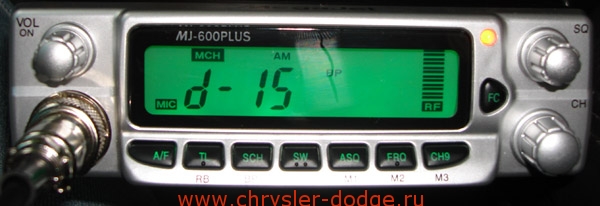 VOL
ON
MJ-600PLUS
SQ
MCH
AM
BP
MIC
d-15
RF
FC
CH
A/F
TI
SCH
SW
ASQ
FRQ
CH9
RB
M1
M2
M3
www.chrysler-dodge.ru